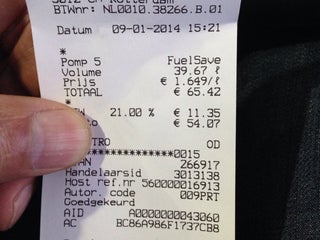 BTWnr: NL0010.38266.B.01
Datum 09-01-2014 15:21
*
Pomp 5 FuelSave
Volume 39.67 ℓ
Prijs € 1.649/ℓ
TOTAAL € 65.42
*
21.00 % € 11.35
€ 54.07
OD
***************0015
266917
Handelaarsid 3013138
Host ref.nr 560000016913
Autor. code 009PRT
Goedgekeurd
AID A0000000043060
AC BC86A986F1737CB8